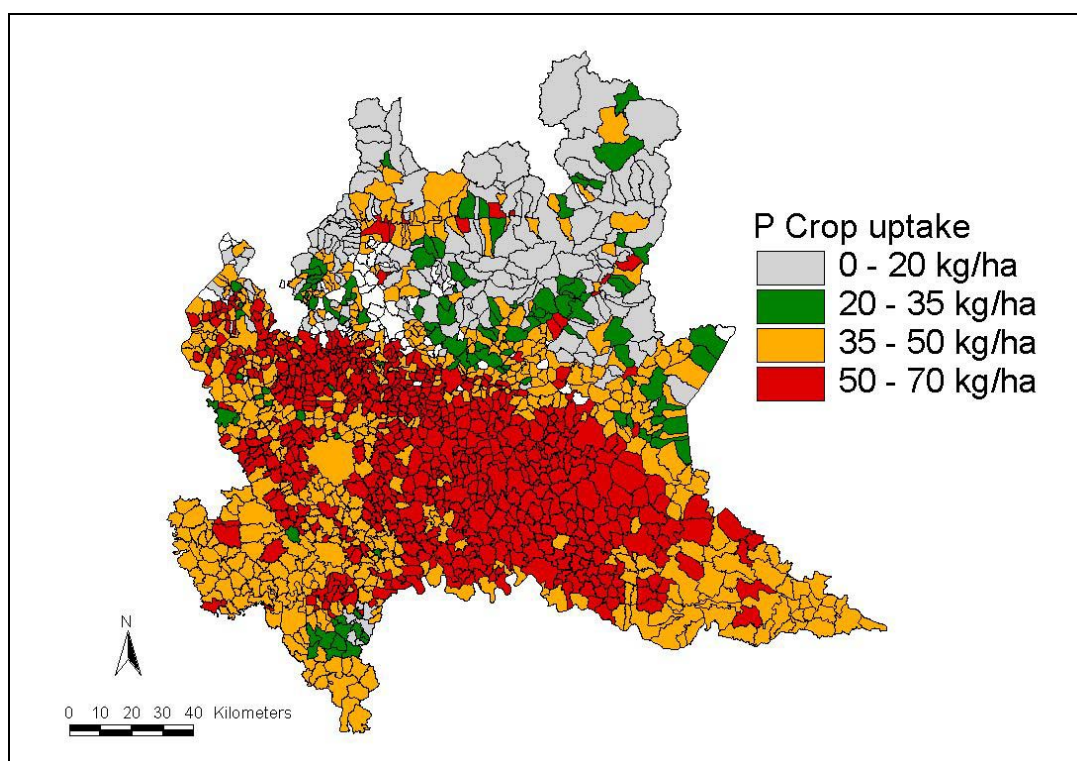 P Crop uptake
0 - 20 kg/ha
20 - 35 kg/ha
35 - 50 kg/ha
50 - 70 kg/ha
N
0 10 20 30 40 Kilometers